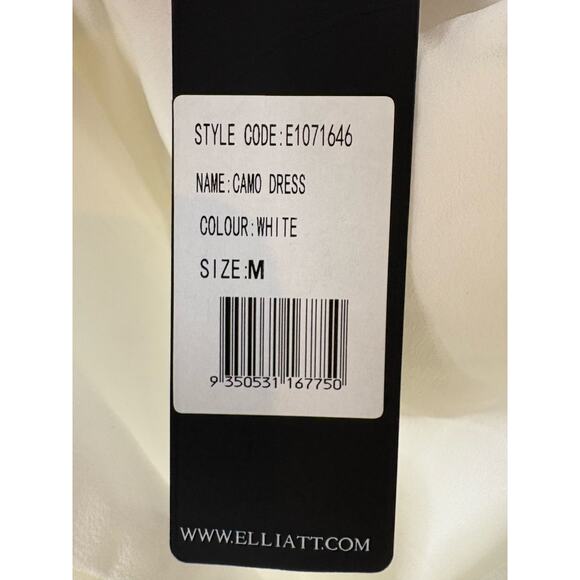 STYLE CODE:E1071646
NAME:CAMO DRESS
COLOUR:WHITE
SIZE:M
9 350531 167750
WWW.ELLIATT.COM